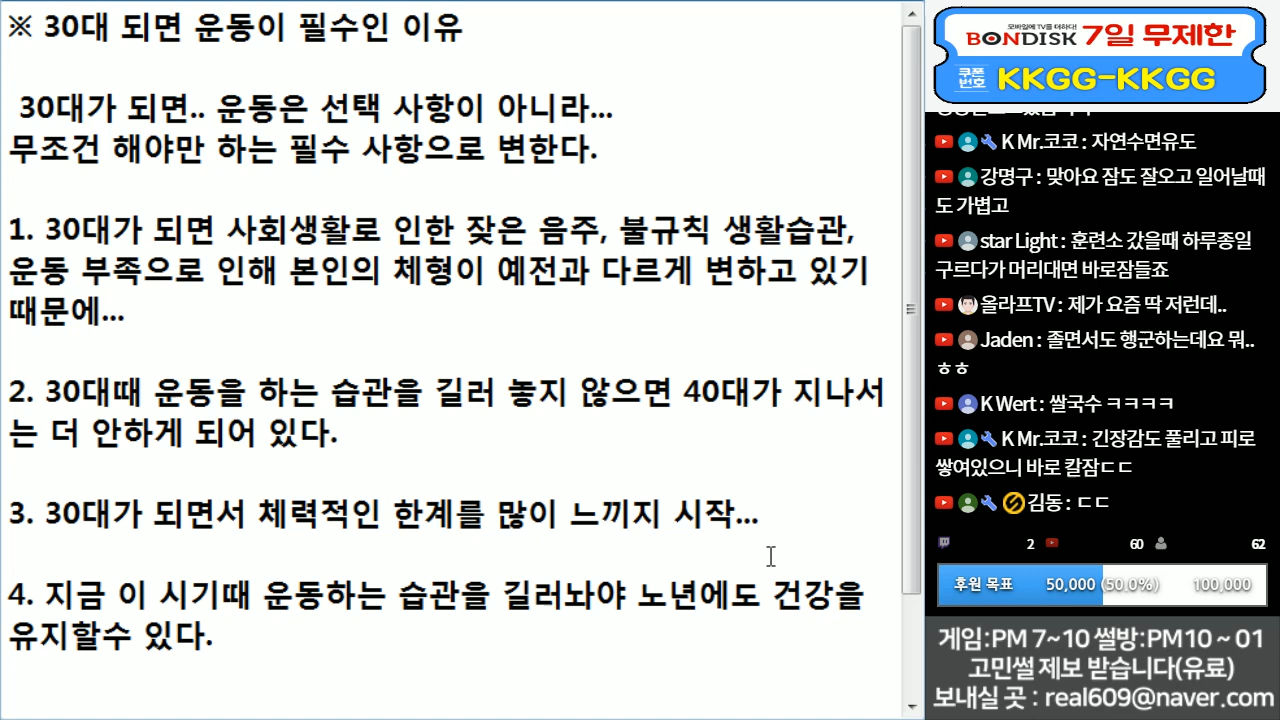 ※ 30대 되면 운동이 필수인 이유
30대가 되면.. 운동은 선택 사항이 아니라...
무조건 해야만 하는 필수 사항으로 변한다.
1. 30대가 되면 사회생활로 인한 잦은 음주, 불규칙 생활습관,
운동 부족으로 인해 본인의 체형이 예전과 다르게 변하고 있기
때문에...
2. 30대때 운동을 하는 습관을 길러 놓지 않으면 40대가 지나서
는 더 안하게 되어 있다.
3. 30대가 되면서 체력적인 한계를 많이 느끼지 시작...
4. 지금 이 시기때 운동하는 습관을 길러놔야 노년에도 건강을
유지할수 있다.
모바일에 TV를 더하다!
BONDISK 7일 무제한
쿠폰
번호 KKGG-KKGG
K Mr.코코 : 자연수면유도
강명구 : 맞아요 잠도 잘오고 일어날때
도 가볍고
star Light : 훈련소 갔을때 하루종일
구르다가 머리대면 바로잠들죠
올라프TV : 제가 요즘 딱 저런데..
Jaden : 졸면서도 행군하는데요 뭐..
ㅎㅎ
K Wert : 쌀국수 ㅋㅋㅋㅋ
K Mr.코코 : 긴장감도 풀리고 피로
쌓여있으니 바로 칼잠ㄷㄷ
김동 : ㄷㄷ
2 60 62
후원 목표 50,000 (50.0%) 100,000
게임:PM 7~10 썰방:PM10 ~ 01
고민썰 제보 받습니다(유료)
보내실 곳 : real609@naver.com